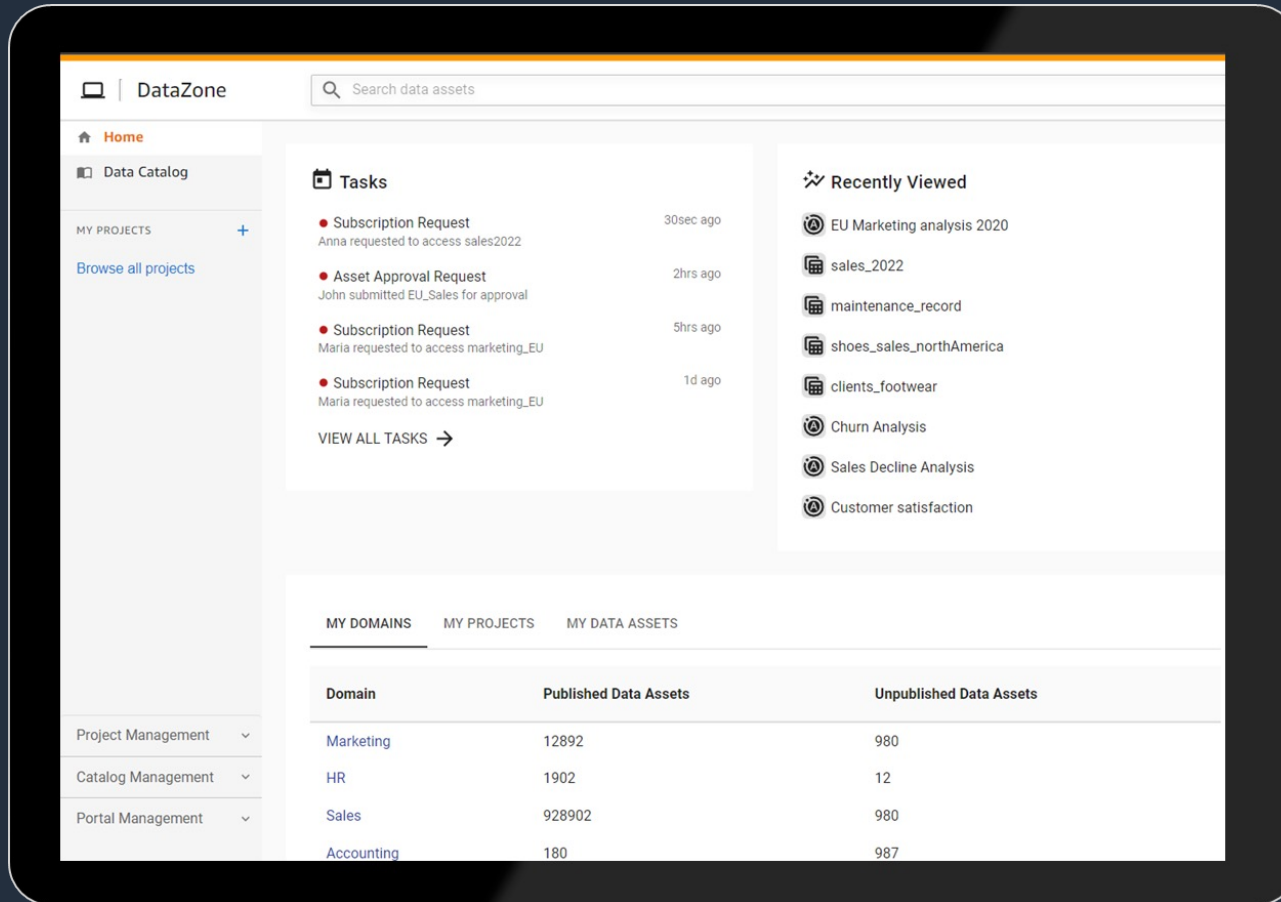 DataZone
Search data assets
Home
Data Catalog
MY PROJECTS +
Browse all projects
Project Management
Catalog Management
Portal Management
Tasks
Subscription Request 30sec ago
Anna requested to access sales2022
Asset Approval Request 2hrs ago
John submitted EU_Sales for approval
Subscription Request 5hrs ago
Maria requested to access marketing_EU
Subscription Request 1d ago
Maria requested to access marketing_EU
VIEW ALL TASKS →
Recently Viewed
EU Marketing analysis 2020
sales_2022
maintenance_record
shoes_sales_northAmerica
clients_footwear
Churn Analysis
Sales Decline Analysis
Customer satisfaction
MY DOMAINS MY PROJECTS MY DATA ASSETS
Domain Published Data Assets Unpublished Data Assets
Marketing 12892 980
HR 1902 12
Sales 928902 980
Accounting 180 987